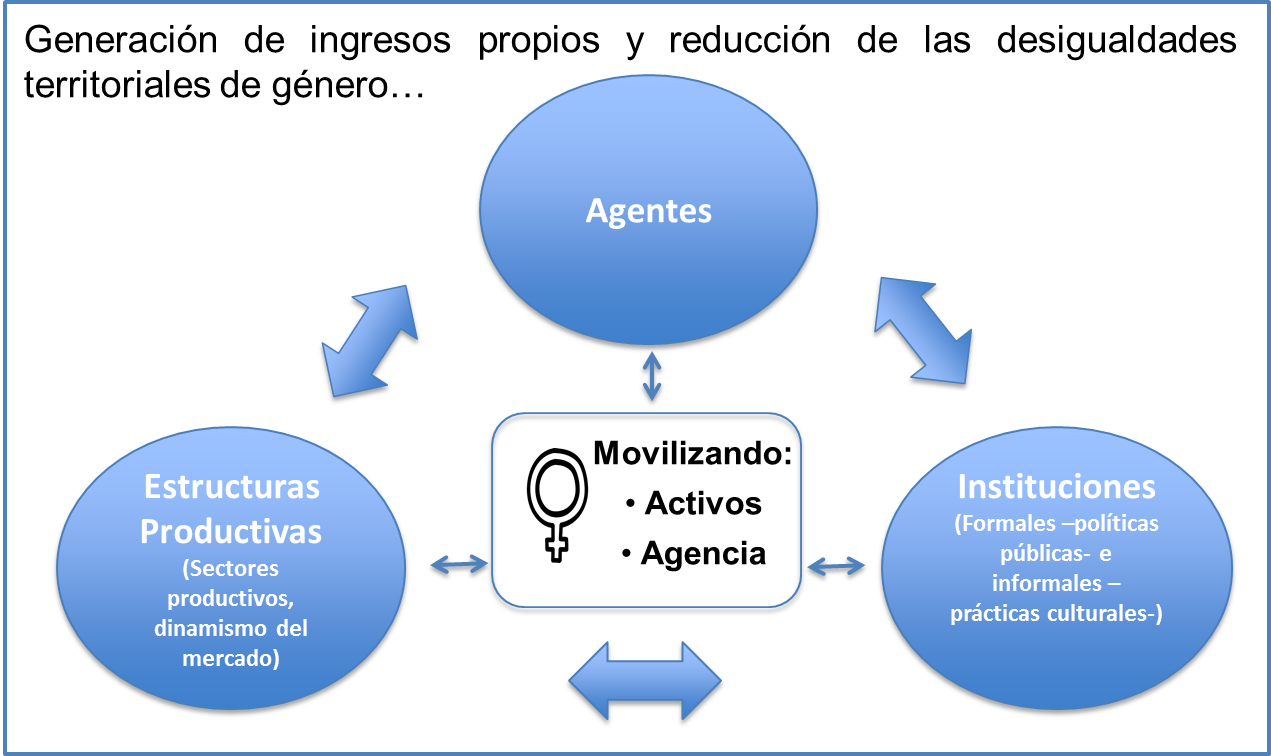 Generación de ingresos propios y reducción de las desigualdades
territoriales de género…
Agentes
Movilizando:
• Activos
• Agencia
Estructuras
Productivas
(Sectores
productivos,
dinamismo del
mercado)
Instituciones
(Formales –políticas
públicas- e
informales –
prácticas culturales-)